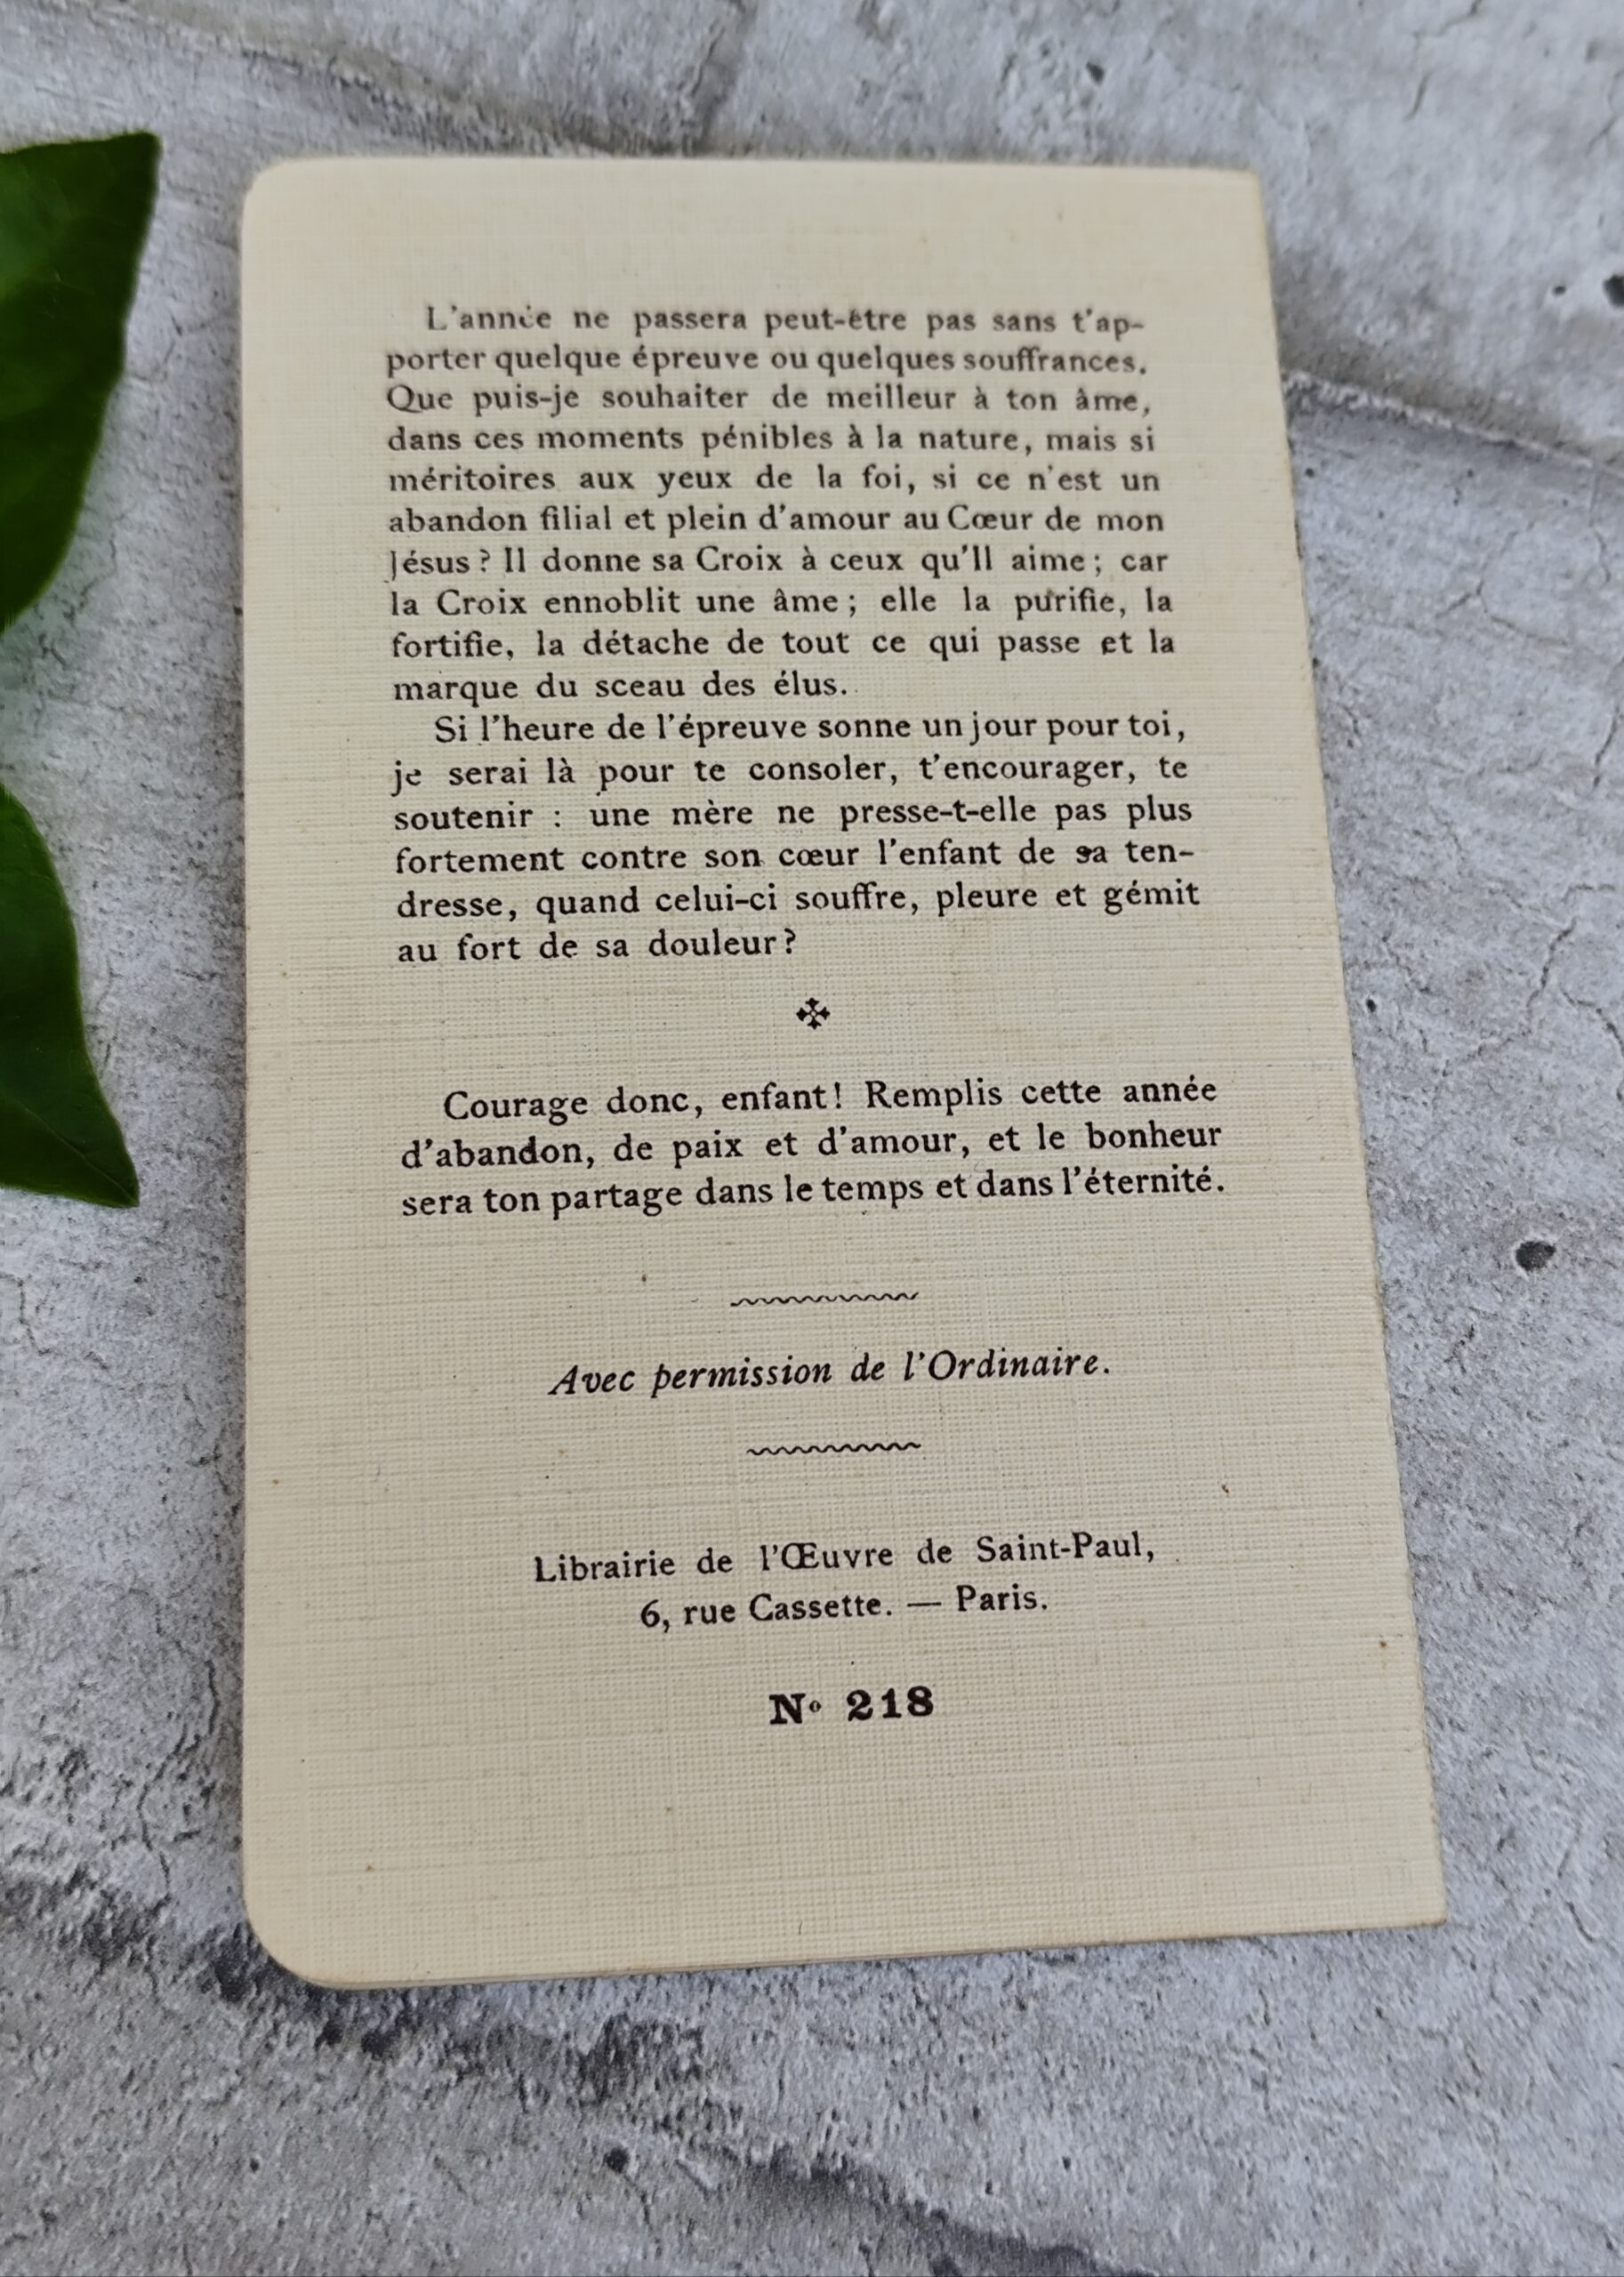 L'année ne passera peut-être pas sans t'ap-
porter quelque épreuve ou quelques souffrances.
Que puis-je souhaiter de meilleur à ton âme,
dans ces moments pénibles à la nature, mais si
méritoires aux yeux de la foi, si ce n'est un
abandon filial et plein d'amour au Cœur de mon
Jésus ? Il donne sa Croix à ceux qu'Il aime ; car
la Croix ennoblit une âme ; elle la purifie, la
fortifie, la détache de tout ce qui passe et la
marque du sceau des élus.
Si l'heure de l'épreuve sonne un jour pour toi,
je serai là pour te consoler, t'encourager, te
soutenir : une mère ne presse-t-elle pas plus
fortement contre son cœur l'enfant de sa ten-
dresse, quand celui-ci souffre, pleure et gémit
au fort de sa douleur ?
Courage donc, enfant ! Remplis cette année
d'abandon, de paix et d'amour, et le bonheur
sera ton partage dans le temps et dans l'éternité.
Avec permission de l'Ordinaire.
Librairie de l'Œuvre de Saint-Paul,
6, rue Cassette. — Paris.
Nº 218